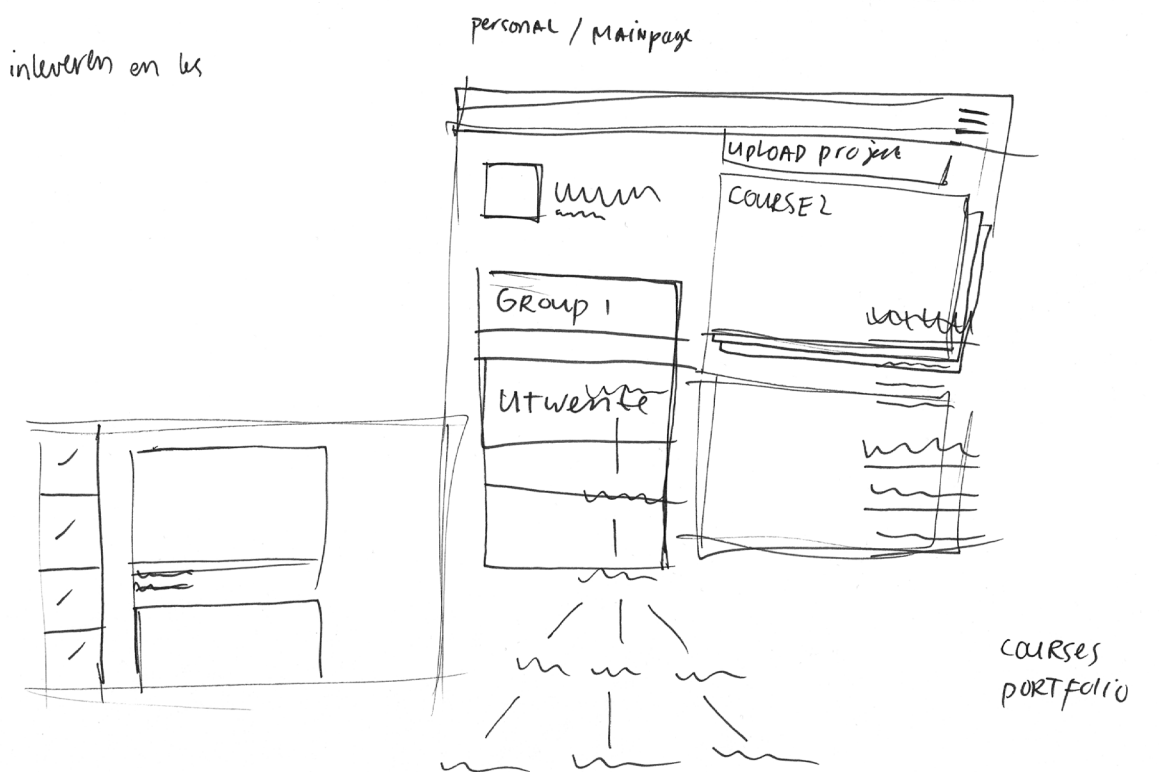 personal / MAINpage
inleveren en les
UPLOAD project
COURSE 2
GROUP 1
Utwente
COURSES
PORTfolio